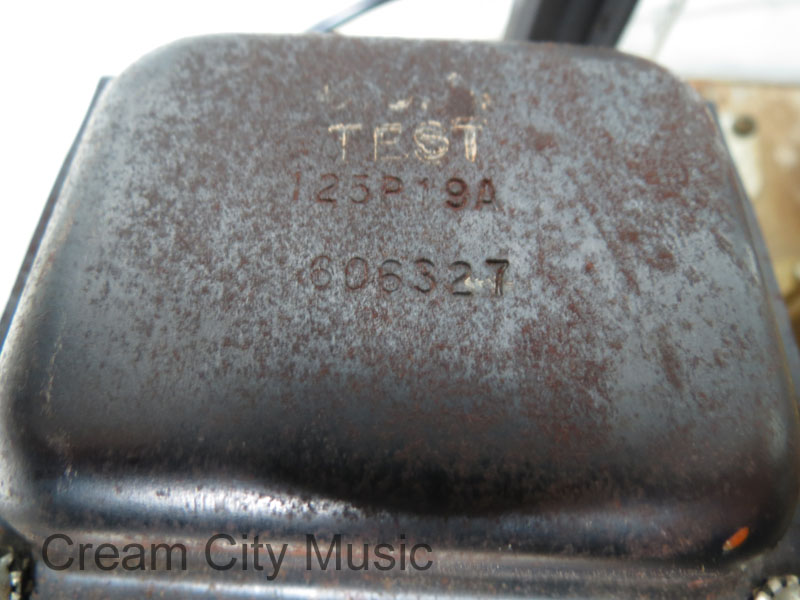 TEST
125P19A
606327
Cream City Music